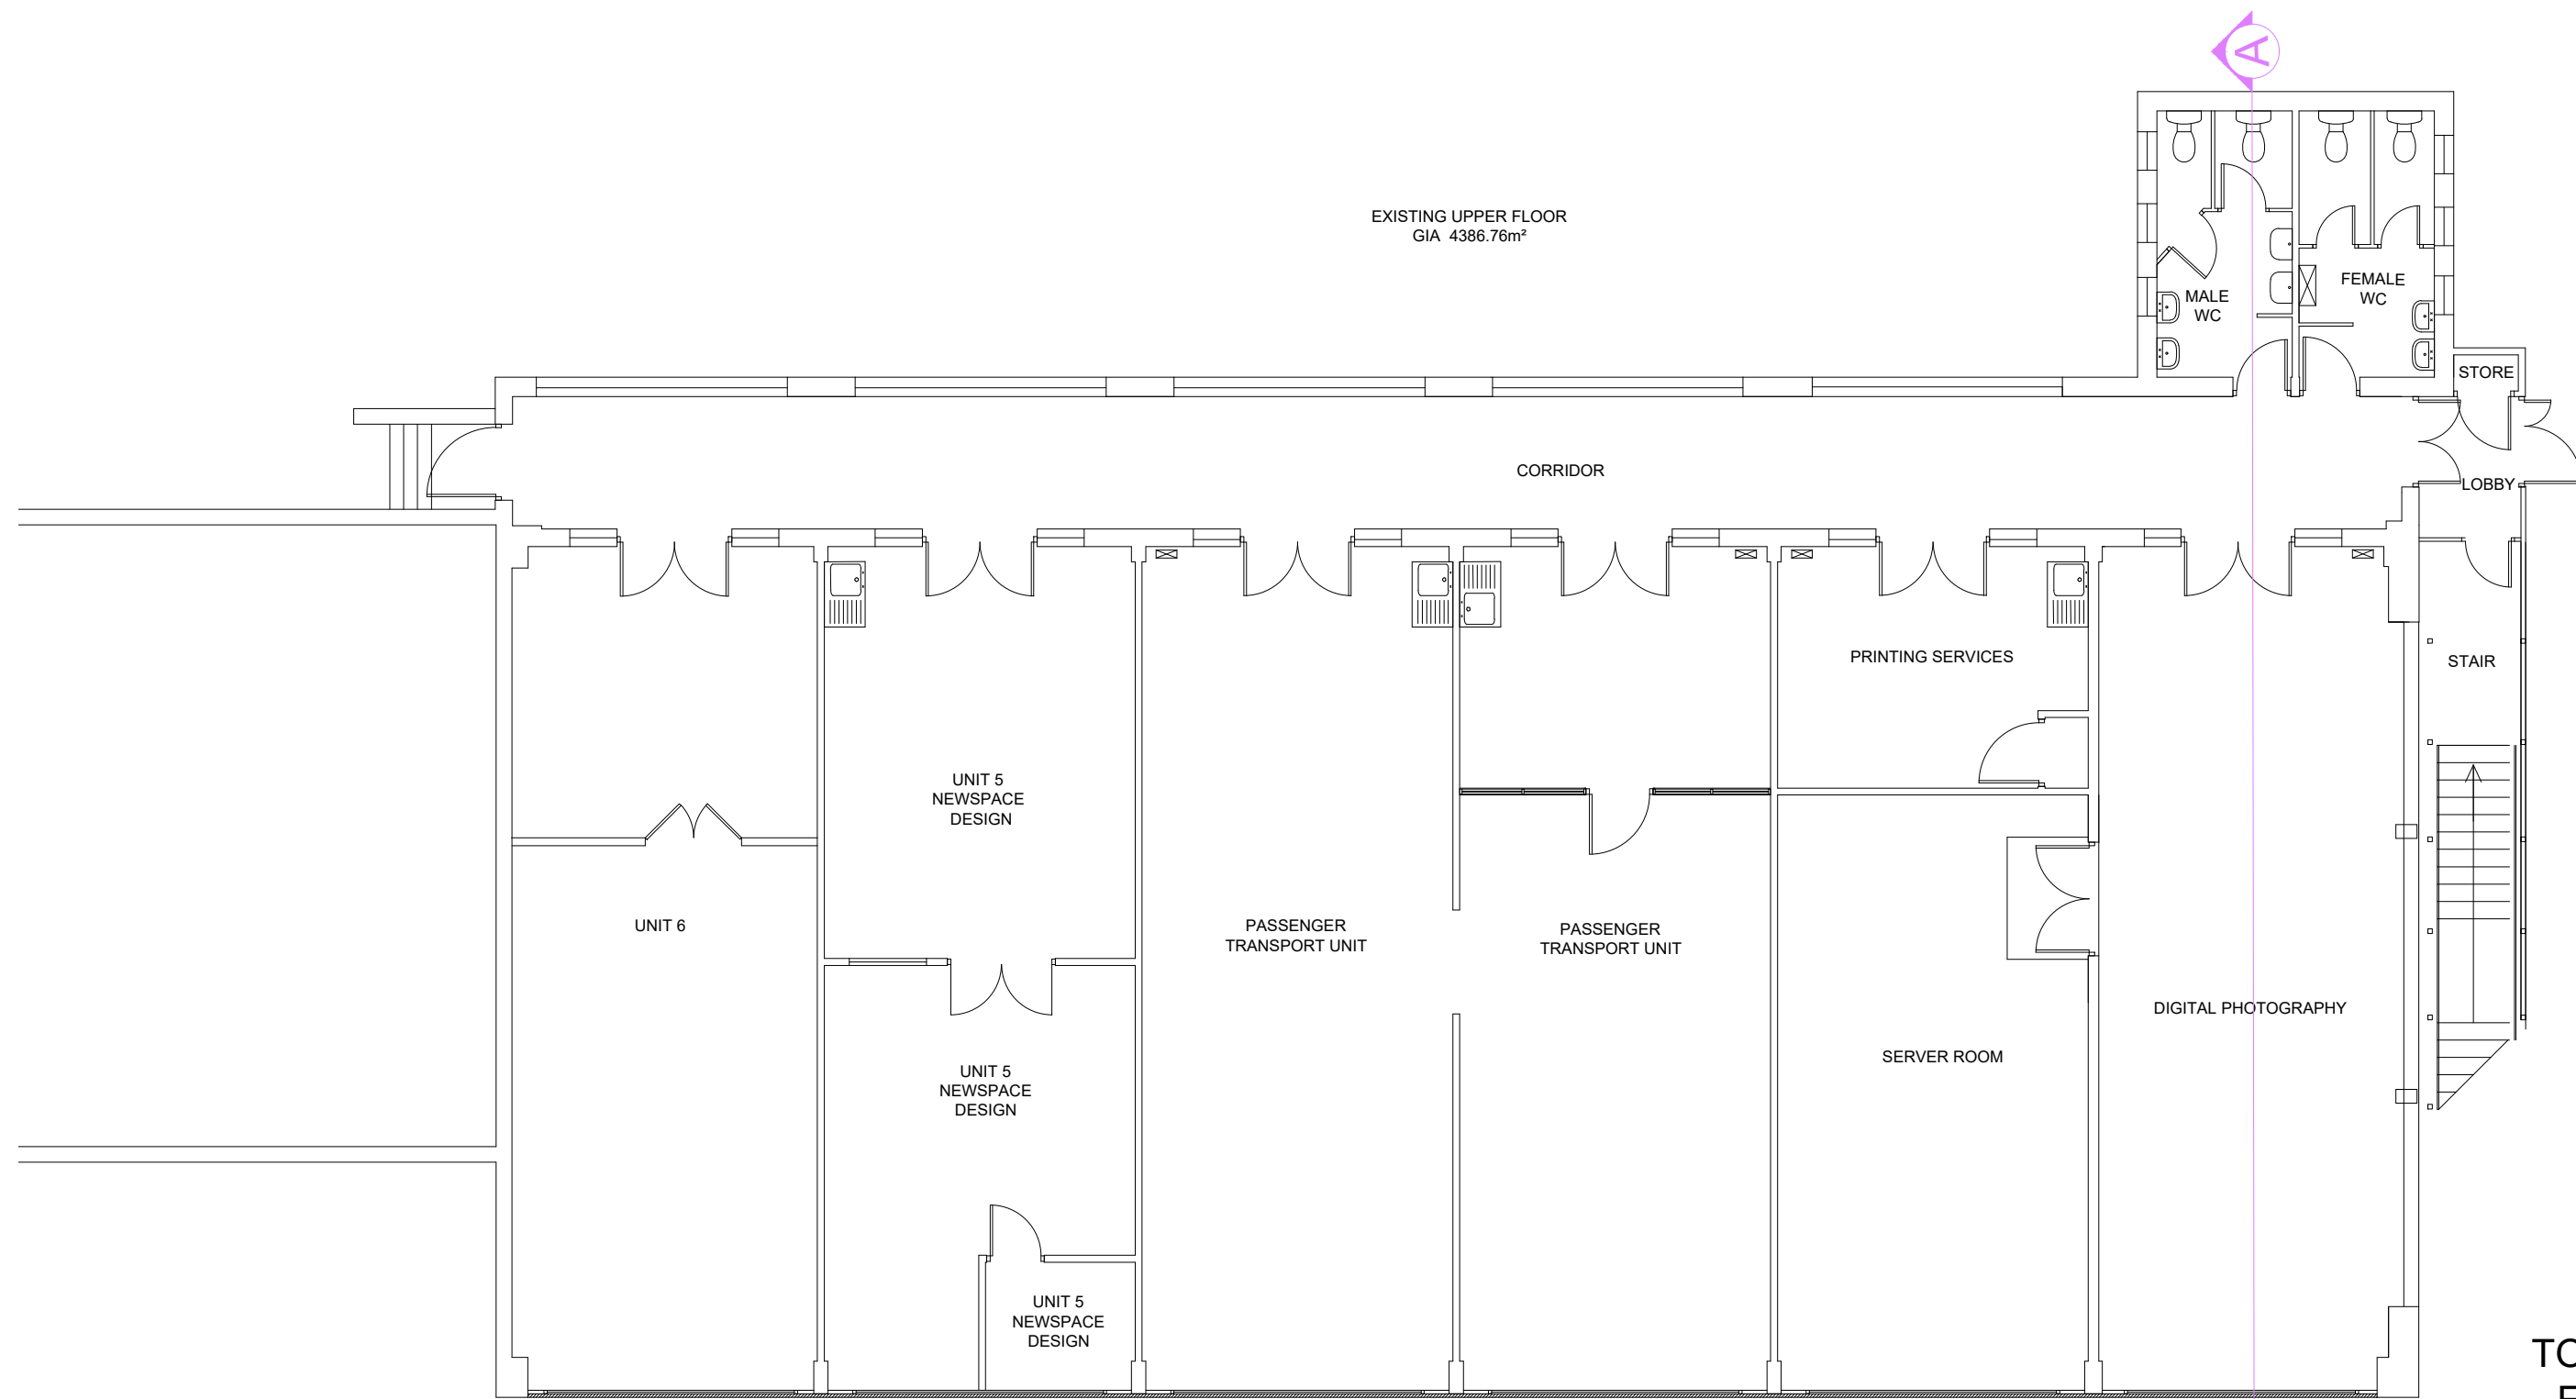 A
EXISTING UPPER FLOOR
GIA 4386.76m²
MALE
WC
FEMALE
WC
STORE
CORRIDOR
LOBBY
PRINTING SERVICES
STAIR
UNIT 5
NEWSPACE
DESIGN
UNIT 6
PASSENGER
TRANSPORT UNIT
PASSENGER
TRANSPORT UNIT
DIGITAL PHOTOGRAPHY
SERVER ROOM
UNIT 5
NEWSPACE
DESIGN
UNIT 5
NEWSPACE
DESIGN